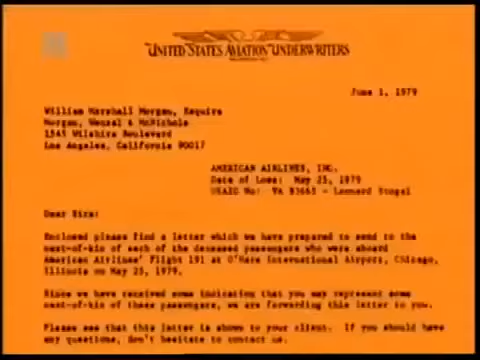 UNITED STATES AVIATION UNDERWRITERS
June 1, 1979
William Marshall Morgan, Esquire
Morgan, Wenzel & McNichols
1545 Wilshire Boulevard
Los Angeles, California 90017
AMERICAN AIRLINES, INC.
Date of Loss: May 25, 1979
USAIG No: VA 83665 - Leonard Stogal
Dear Sirs:
Enclosed please find a letter which we have prepared to send to the
next-of-kin of each of the deceased passengers who were aboard
American Airlines' Flight 191 at O'Hare International Airport, Chicago,
Illinois on May 25, 1979.
Since we have received some indication that you may represent some
next-of-kin of these passengers, we are forwarding this letter to you.
Please see that this letter is shown to your client. If you should have
any questions, don't hesitate to contact us.